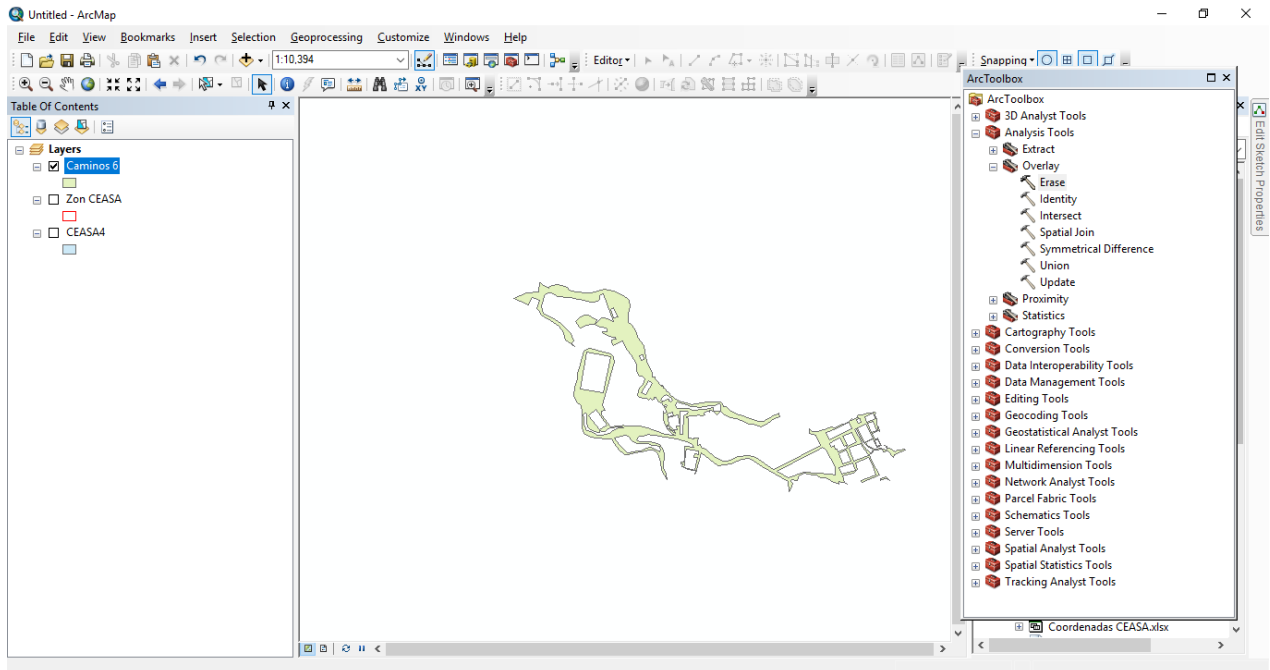 Untitled - ArcMap
File Edit View Bookmarks Insert Selection Geoprocessing Customize Windows Help
1:10,394
Editor
Snapping
Table Of Contents
Layers
Caminos 6
Zon CEASA
CEASA4
ArcToolbox
ArcToolbox
3D Analyst Tools
Analysis Tools
Extract
Overlay
Erase
Identity
Intersect
Spatial Join
Symmetrical Difference
Union
Update
Proximity
Statistics
Cartography Tools
Conversion Tools
Data Interoperability Tools
Data Management Tools
Editing Tools
Geocoding Tools
Geostatistical Analyst Tools
Linear Referencing Tools
Multidimension Tools
Network Analyst Tools
Parcel Fabric Tools
Schematics Tools
Server Tools
Spatial Analyst Tools
Spatial Statistics Tools
Tracking Analyst Tools
Coordenadas CEASA.xlsx
Edit Sketch Properties